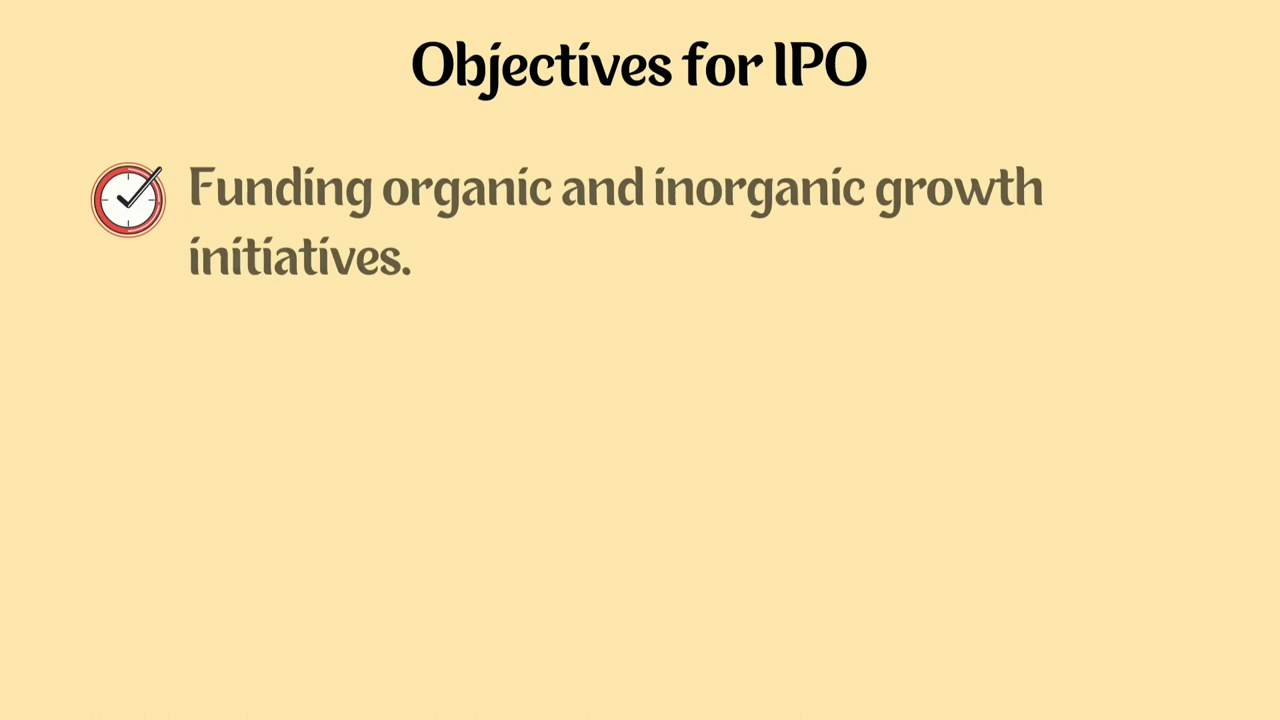 Objectives for IPO
Funding organic and inorganic growth
initiatives.